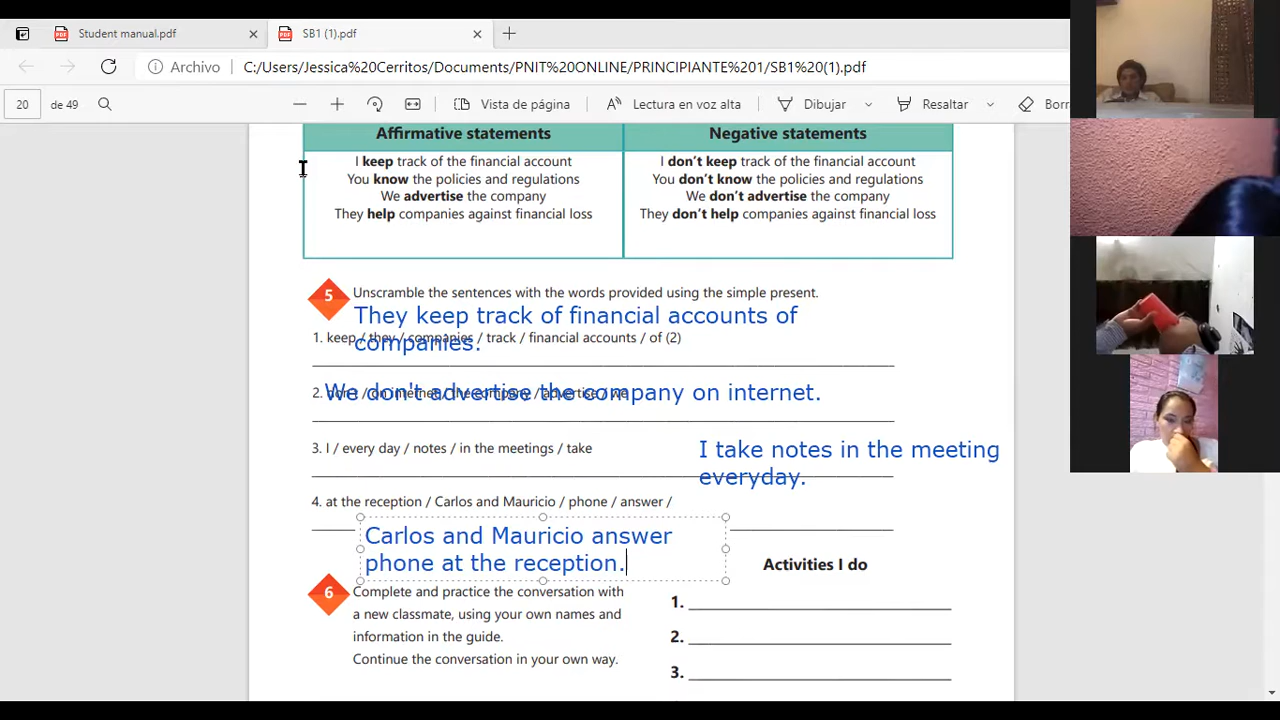 Student manual.pdf
SB1 (1).pdf
Archivo
C:/Users/Jessica%20Cerritos/Documents/PNIT%20ONLINE/PRINCIPIANTE%201/SB1%20(1).pdf
20
de 49
Vista de página
Lectura en voz alta
Dibujar
Resaltar
Borr
Affirmative statements
Negative statements
I keep track of the financial account
You know the policies and regulations
We advertise the company
They help companies against financial loss
I don't keep track of the financial account
You don't know the policies and regulations
We don't advertise the company
They don't help companies against financial loss
5
Unscramble the sentences with the words provided using the simple present.
They keep track of financial accounts of
companies.
1. keep / they / companies / track / financial accounts / of (2)
We don't advertise the company on internet.
2. / on internet / the company / advertise / we
3. I / every day / notes / in the meetings / take
I take notes in the meeting
everyday.
4. at the reception / Carlos and Mauricio / phone / answer /
Carlos and Mauricio answer
phone at the reception.
6
Complete and practice the conversation with
a new classmate, using your own names and
information in the guide.
Continue the conversation in your own way.
Activities I do
1.
2.
3.